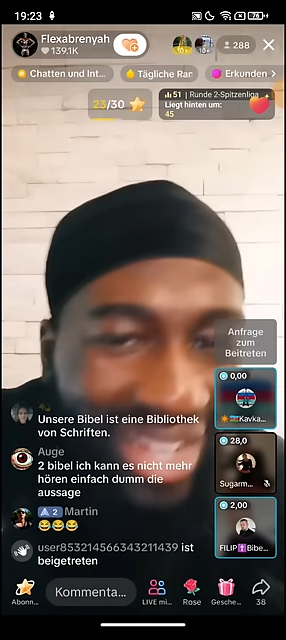 19:23
76
Flexabrenyah
139.1K
10+
10+
288
Chatten und Int...
Tägliche Ran
Erkunden
23/30
51 | Runde 2-Spitzenliga
Liegt hinten um:
45
Anfrage
zum
Beitreten
0,00
Kavka...
28,0
Sugarm...
2,00
FILIP Bibe...
Unsere Bibel ist eine Bibliothek
von Schriften.
Auge
2 bibel ich kann es nicht mehr
hören einfach dumm die
aussage
A 2 Martin
user853214566343211439 ist
beigetreten
Abonn...
Kommenta...
LIVE mi...
Rose
Gesche...
38